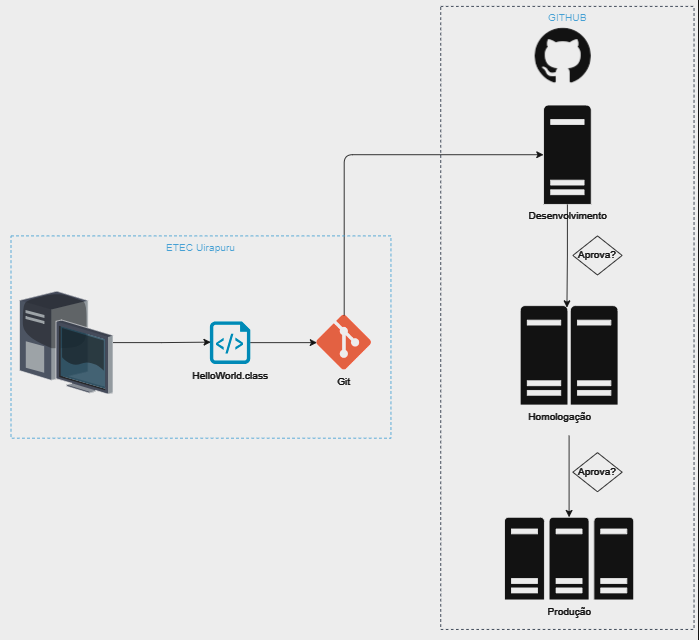 GITHUB
Desenvolvimento
Aprova?
ETEC Uirapuru
</>
HelloWorld.class
Git
Homologação
Aprova?
Produção